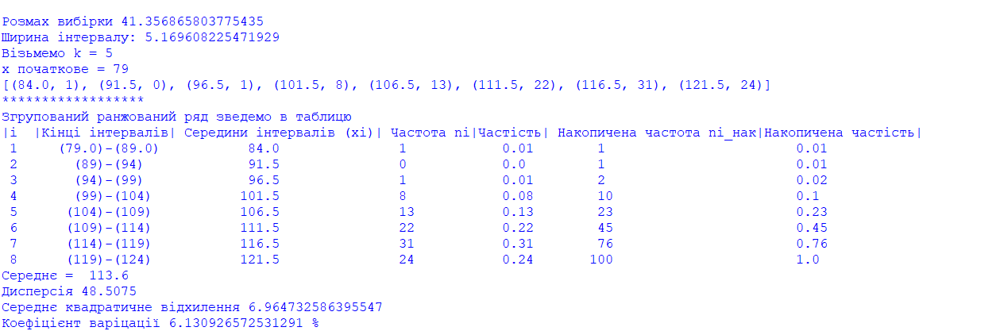 Розмах вибірки 41.356865803775435
Ширина інтервалу: 5.169608225471929
Візьмемо k = 5
x початкове = 79
[(84.0, 1), (91.5, 0), (96.5, 1), (101.5, 8), (106.5, 13), (111.5, 22), (116.5, 31), (121.5, 24)]
******************
Згрупований ранжований ряд зведемо в таблицю
|i |Кінці інтервалів| Середини інтервалів (xi)| Частота ni|Частість| Накопичена частота ni_нак|Накопичена частість|
1 (79.0)-(89.0) 84.0 1 0.01 1 0.01
2 (89)-(94) 91.5 0 0.0 1 0.01
3 (94)-(99) 96.5 1 0.01 2 0.02
4 (99)-(104) 101.5 8 0.08 10 0.1
5 (104)-(109) 106.5 13 0.13 23 0.23
6 (109)-(114) 111.5 22 0.22 45 0.45
7 (114)-(119) 116.5 31 0.31 76 0.76
8 (119)-(124) 121.5 24 0.24 100 1.0
Середнє = 113.6
Дисперсія 48.5075
Середнє квадратичне відхилення 6.964732586395547
Коефіцієнт варіцації 6.130926572531291 %